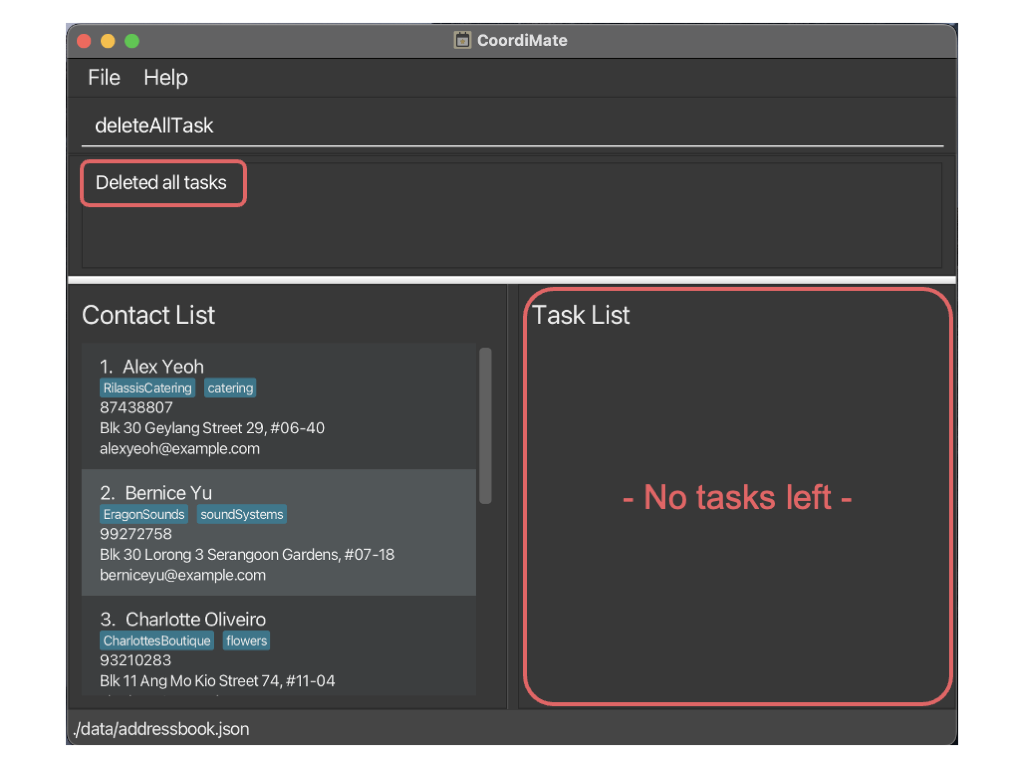 CoordiMate
File Help
deleteAllTask
Deleted all tasks
Contact List
1. Alex Yeoh
RilassisCatering catering
87438807
Blk 30 Geylang Street 29, #06-40
alexyeoh@example.com
2. Bernice Yu
EragonSounds soundSystems
99272758
Blk 30 Lorong 3 Serangoon Gardens, #07-18
berniceyu@example.com
3. Charlotte Oliveiro
CharlottesBoutique flowers
93210283
Blk 11 Ang Mo Kio Street 74, #11-04
Task List
- No tasks left -
./data/addressbook.json